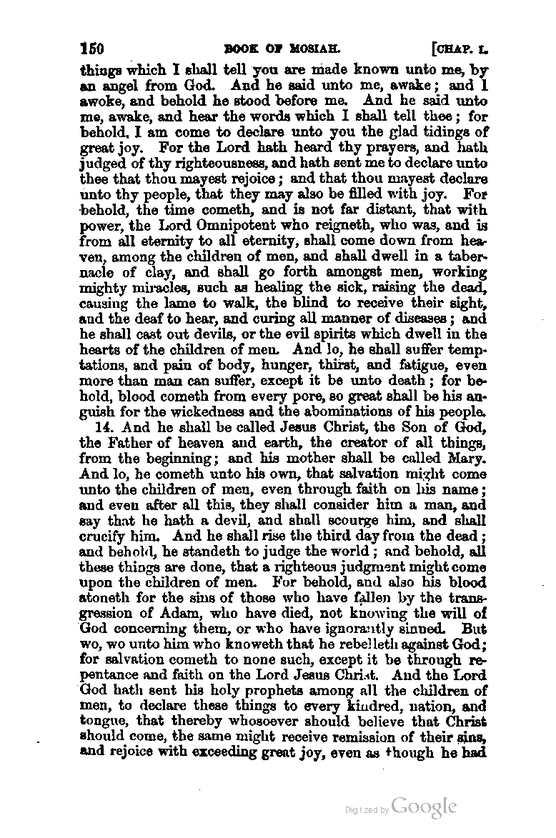 150 BOOK OF MOSIAH. [CHAP. I.
things which I shall tell you are made known unto me, by
an angel from God. And he said unto me, awake; and I
awoke, and behold he stood before me. And he said unto
me, awake, and hear the words which I shall tell thee; for
behold, I am come to declare unto you the glad tidings of
great joy. For the Lord hath heard thy prayers, and hath
judged of thy righteousness, and hath sent me to declare unto
thee that thou mayest rejoice; and that thou mayest declare
unto thy people, that they may also be filled with joy. For
behold, the time cometh, and is not far distant, that with
power, the Lord Omnipotent who reigneth, who was, and is
from all eternity to all eternity, shall come down from hea-
ven, among the children of men, and shall dwell in a taber-
nacle of clay, and shall go forth amongst men, working
mighty miracles, such as healing the sick, raising the dead,
causing the lame to walk, the blind to receive their sight,
and the deaf to hear, and curing all manner of diseases; and
he shall cast out devils, or the evil spirits which dwell in the
hearts of the children of men. And lo, he shall suffer temp-
tations, and pain of body, hunger, thirst, and fatigue, even
more than man can suffer, except it be unto death; for be-
hold, blood cometh from every pore, so great shall be his an-
guish for the wickedness and the abominations of his people.
14. And he shall be called Jesus Christ, the Son of God,
the Father of heaven and earth, the creator of all things,
from the beginning; and his mother shall be called Mary.
And lo, he cometh unto his own, that salvation might come
unto the children of men, even through faith on his name;
and even after all this, they shall consider him a man, and
say that he hath a devil, and shall scourge him, and shall
crucify him. And he shall rise the third day from the dead;
and behold, he standeth to judge the world; and behold, all
these things are done, that a righteous judgment might come
upon the children of men. For behold, and also his blood
atoneth for the sins of those who have fallen by the trans-
gression of Adam, who have died, not knowing the will of
God concerning them, or who have ignorantly sinned. But
wo, wo unto him who knoweth that he rebelleth against God;
for salvation cometh to none such, except it be through re-
pentance and faith on the Lord Jesus Christ. And the Lord
God hath sent his holy prophets among all the children of
men, to declare these things to every kindred, nation, and
tongue, that thereby whosoever should believe that Christ
should come, the same might receive remission of their sins,
and rejoice with exceeding great joy, even as though he had
Digitized by Google